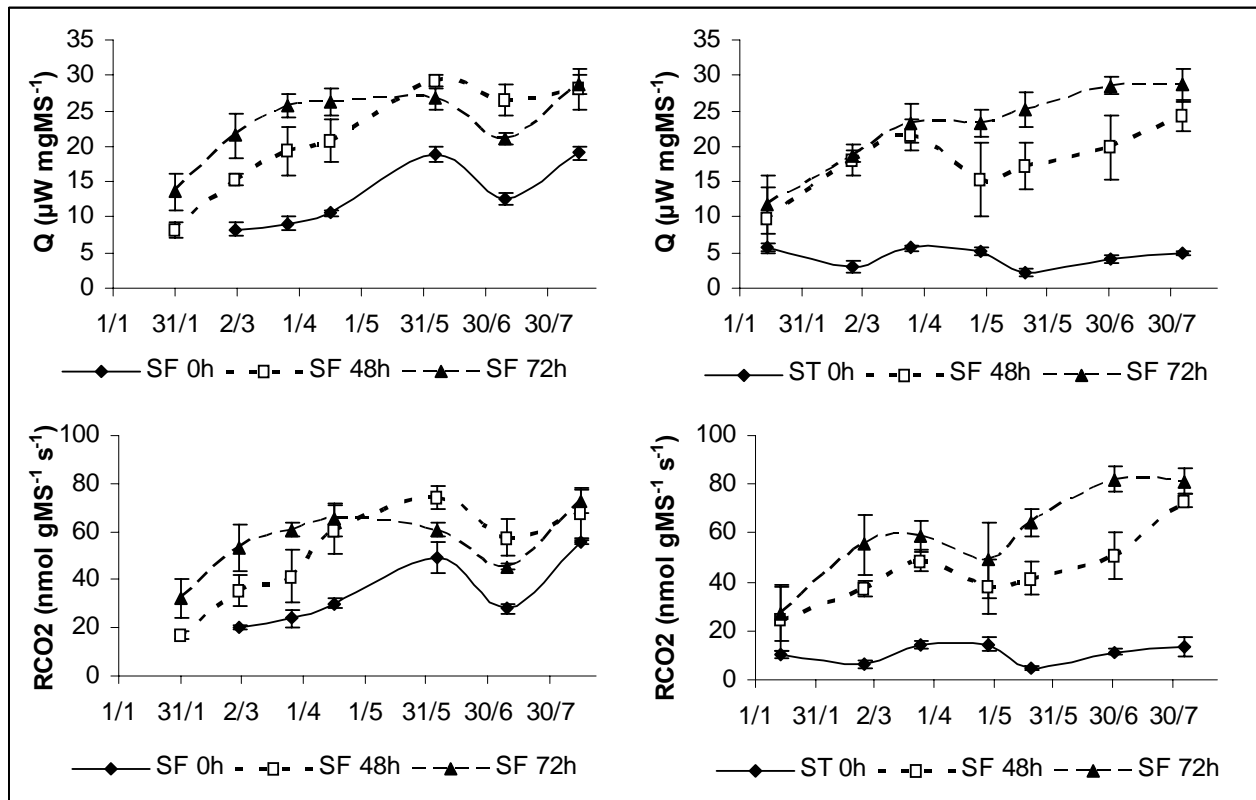 Q (µW mgMS⁻¹)
35
30
25
20
15
10
5
0
1/1 31/1 2/3 1/4 1/5 31/5 30/6 30/7
SF 0h SF 48h SF 72h
Q (µW mgMS⁻¹)
35
30
25
20
15
10
5
0
1/1 31/1 2/3 1/4 1/5 31/5 30/6 30/7
ST 0h SF 48h SF 72h
RCO2 (nmol gMS⁻¹ s⁻¹)
100
80
60
40
20
0
1/1 31/1 2/3 1/4 1/5 31/5 30/6 30/7
SF 0h SF 48h SF 72h
RCO2 (nmol gMS⁻¹ s⁻¹)
100
80
60
40
20
0
1/1 31/1 2/3 1/4 1/5 31/5 30/6 30/7
ST 0h SF 48h SF 72h